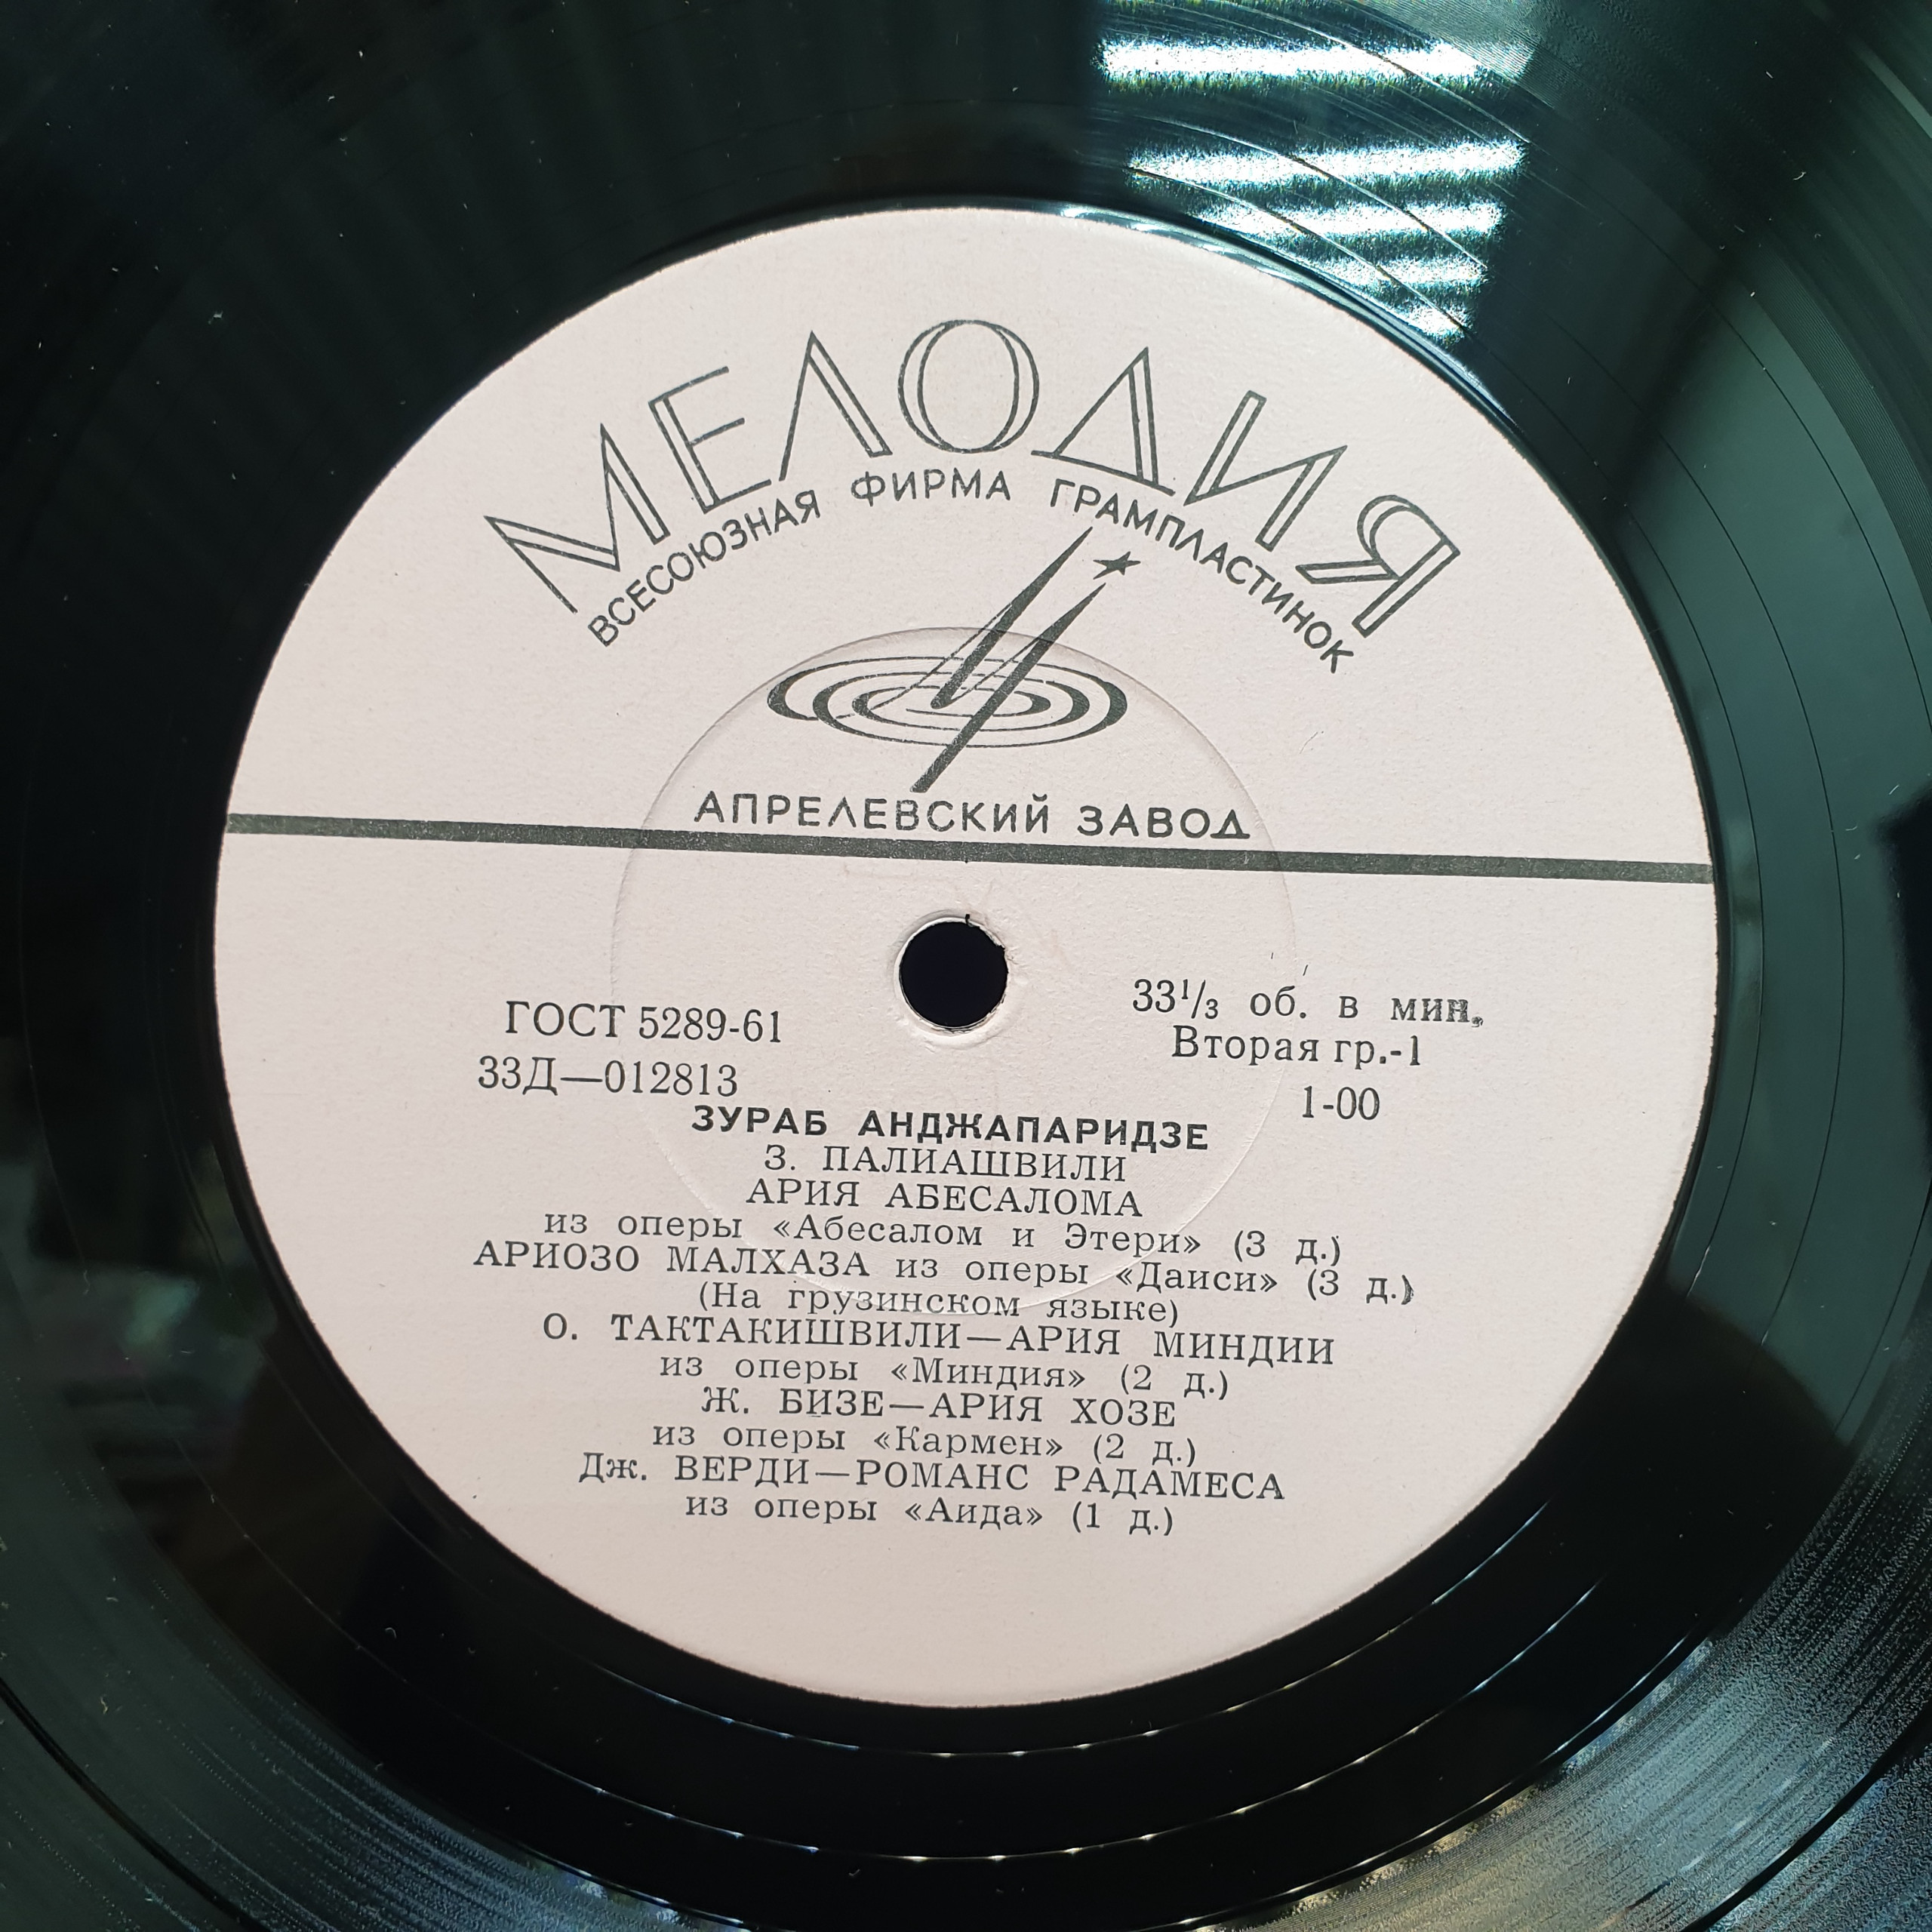 МЕЛОДИЯ
ВСЕСОЮЗНАЯ ФИРМА ГРАМПЛАСТИНОК
АПРЕЛЕВСКИЙ ЗАВОД
ГОСТ 5289-61
33Д—012813
33⅓ об. в мин.
Вторая гр.-1
1-00
ЗУРАБ АНДЖАПАРИДЗЕ
З. ПАЛИАШВИЛИ
АРИЯ АБЕСАЛОМА
из оперы «Абесалом и Этери» (3 д.)
АРИОЗО МАЛХАЗА из оперы «Даиси» (3 д.)
(На грузинском языке)
О. ТАКТАКИШВИЛИ—АРИЯ МИНДИИ
из оперы «Миндия» (2 д.)
Ж. БИЗЕ—АРИЯ ХОЗЕ
из оперы «Кармен» (2 д.)
Дж. ВЕРДИ—РОМАНС РАДАМЕСА
из оперы «Аида» (1 д.)